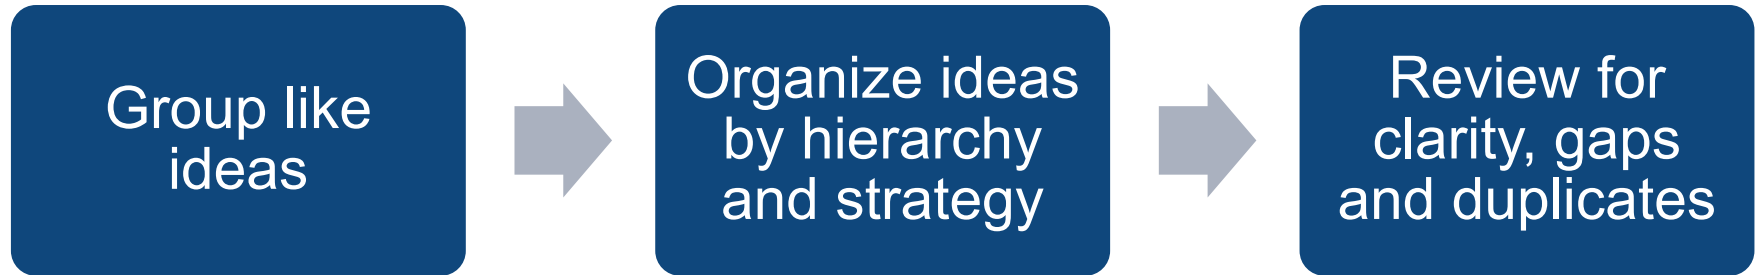 Group like
ideas
Organize ideas
by hierarchy
and strategy
Review for
clarity, gaps
and duplicates